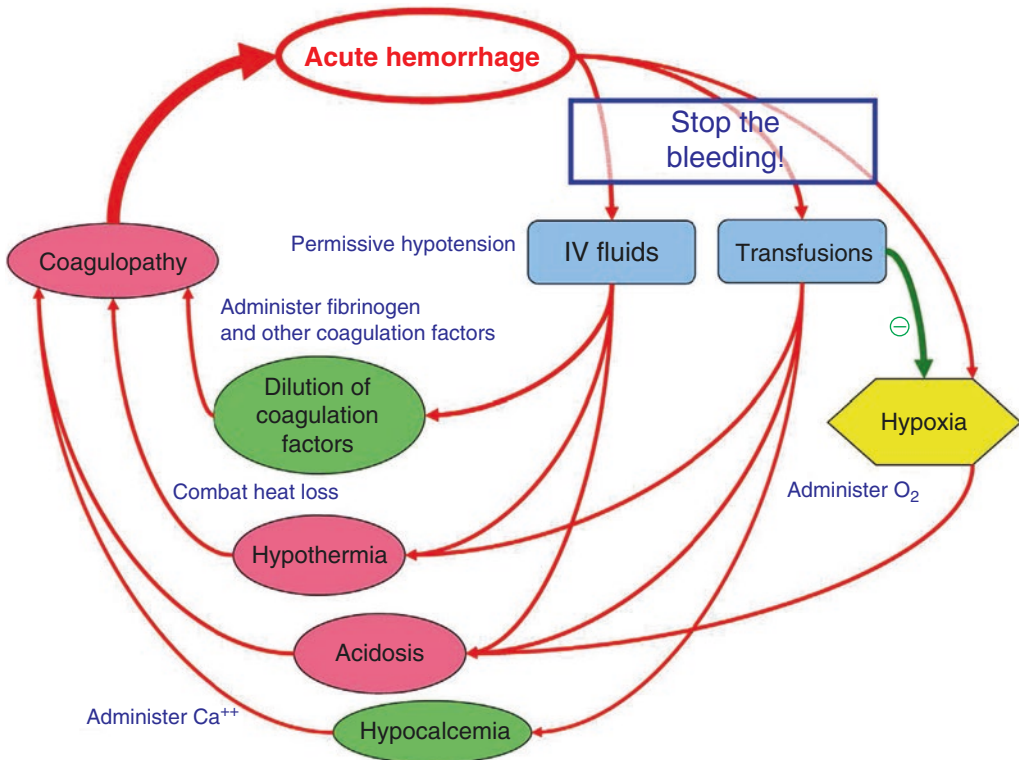 Acute hemorrhage
Stop the
bleeding!
Coagulopathy
Permissive hypotension
IV fluids
Transfusions
Administer fibrinogen
and other coagulation factors
⊖
Dilution of
coagulation
factors
Hypoxia
Combat heat loss
Administer O₂
Hypothermia
Acidosis
Administer Ca⁺⁺
Hypocalcemia